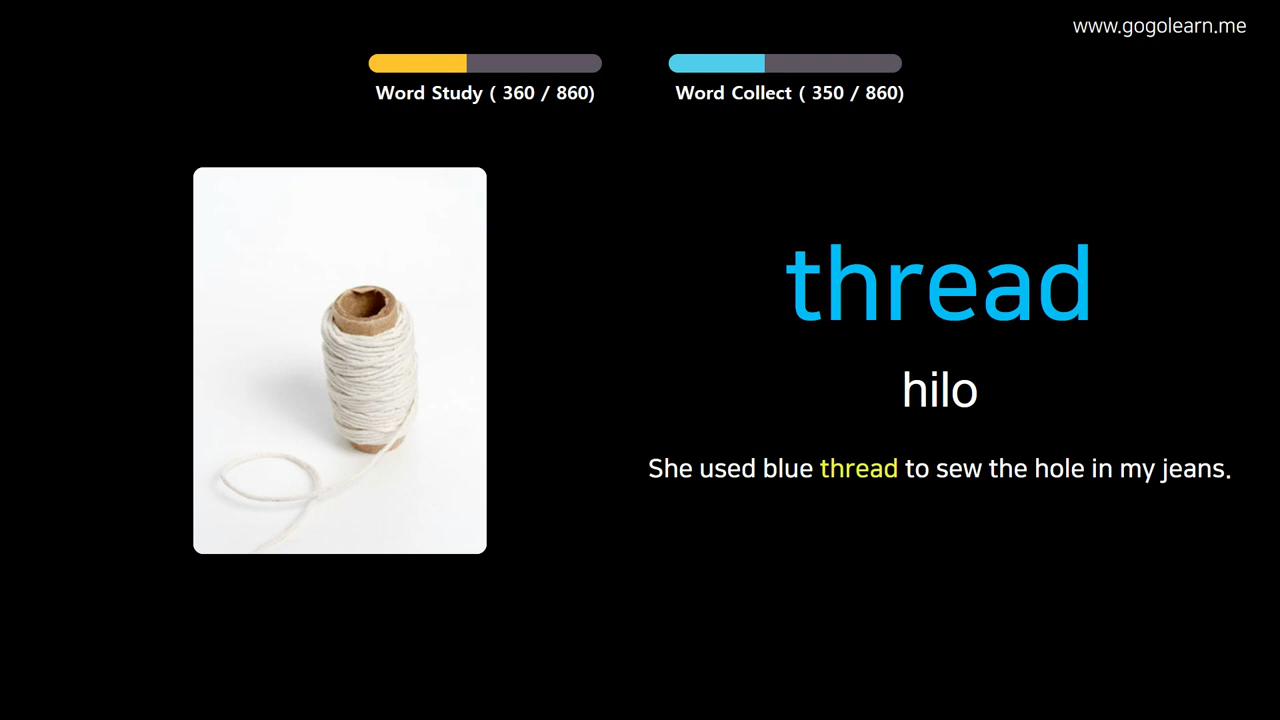 www.gogolearn.me
Word Study ( 360 / 860)
Word Collect ( 350 / 860)
thread
hilo
She used blue thread to sew the hole in my jeans.